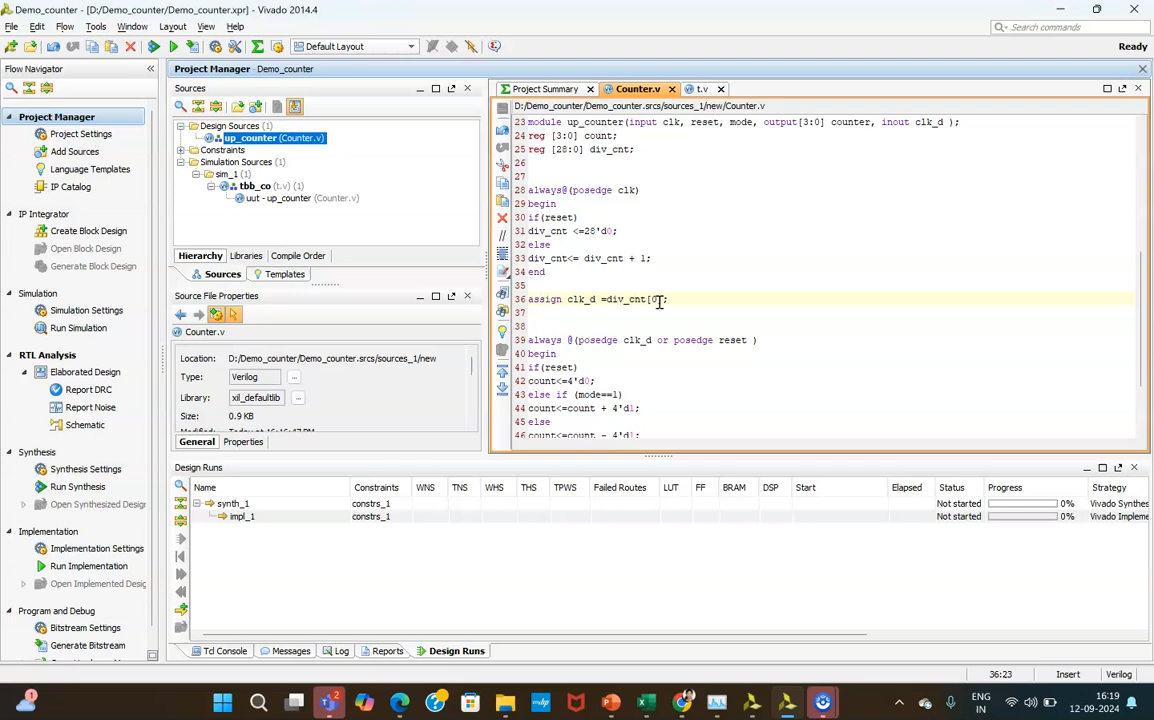 Demo_counter - [D:/Demo_counter/Demo_counter.xpr] - Vivado 2014.4
File Edit Flow Tools Window Layout View Help
Search commands
Default Layout
Ready
Flow Navigator
Project Manager
Project Settings
Add Sources
Language Templates
IP Catalog
IP Integrator
Create Block Design
Open Block Design
Generate Block Design
Simulation
Simulation Settings
Run Simulation
RTL Analysis
Elaborated Design
Report DRC
Report Noise
Schematic
Synthesis
Synthesis Settings
Run Synthesis
Open Synthesized Design
Implementation
Implementation Settings
Run Implementation
Open Implemented Desig
Program and Debug
Bitstream Settings
Generate Bitstream
Project Manager - Demo_counter
Sources
Design Sources (1)
up_counter (Counter.v)
Constraints
Simulation Sources (1)
sim_1 (1)
tbb_co (t.v) (1)
uut - up_counter (Counter.v)
Hierarchy Libraries Compile Order
Sources Templates
Source File Properties
Counter.v
Location: D:/Demo_counter/Demo_counter.srcs/sources_1/new
Type: Verilog ...
Library: xil_defaultlib ...
Size: 0.9 KB
General Properties
Project Summary Counter.v t.v
D:/Demo_counter/Demo_counter.srcs/sources_1/new/Counter.v
23 module up_counter(input clk, reset, mode, output[3:0] counter, inout clk_d );
24 reg [3:0] count;
25 reg [28:0] div_cnt;
26
27
28 always@(posedge clk)
29 begin
30 if(reset)
31 div_cnt <=28'd0;
32 else
33 div_cnt<= div_cnt + 1;
34 end
35
36 assign clk_d =div_cnt[0];
37
38
39 always @(posedge clk_d or posedge reset )
40 begin
41 if(reset)
42 count<=4'd0;
43 else if (mode==1)
44 count<=count + 4'd1;
45 else
46 count<=count - 4'd1;
Design Runs
Name Constraints WNS TNS WHS THS TPWS Failed Routes LUT FF BRAM DSP Start Elapsed Status Progress Strategy
synth_1 constrs_1 Not started 0% Vivado Synthes
impl_1 constrs_1 Not started 0% Vivado Impleme
Tcl Console Messages Log Reports Design Runs
36:23 Insert Verilog
1
2
ENG
IN
16:19
12-09-2024